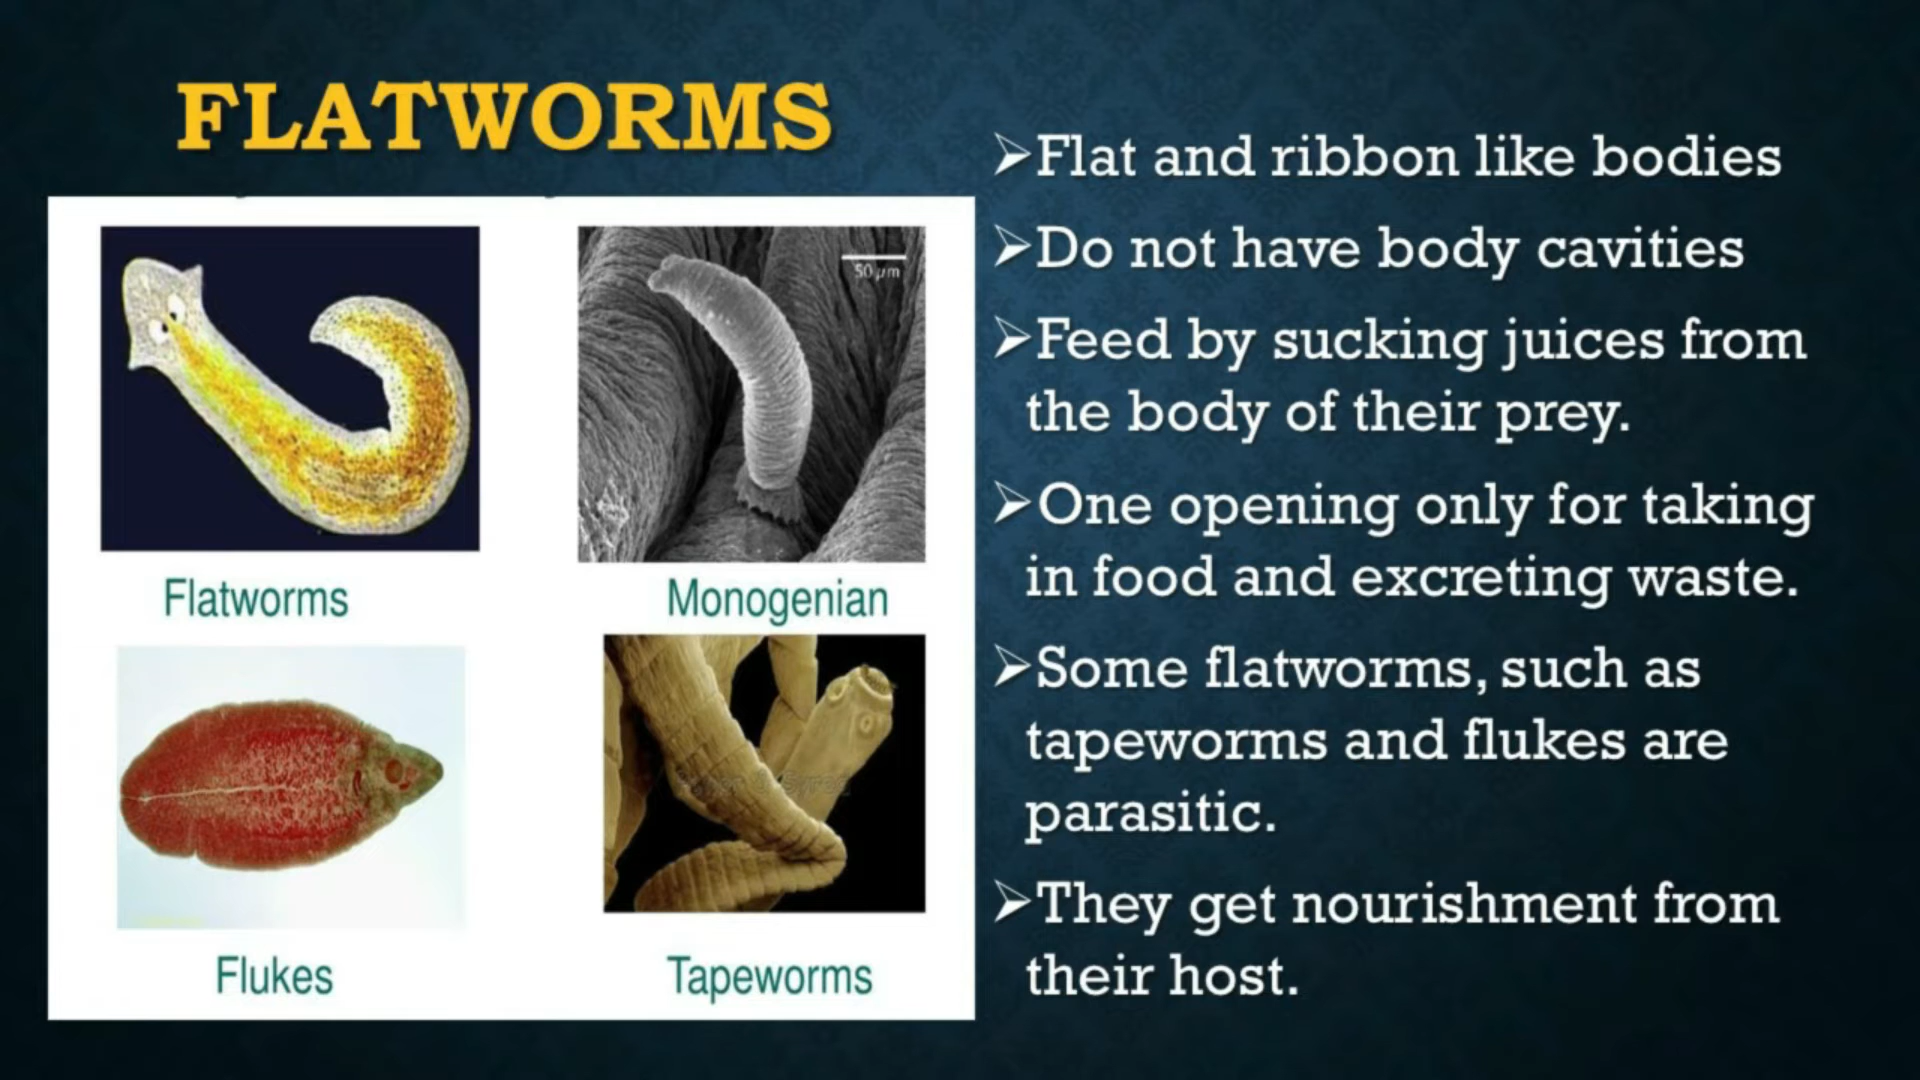 FLATWORMS
50 µm
Flatworms
Monogenian
Flukes
Tapeworms
➢Flat and ribbon like bodies
➢Do not have body cavities
➢Feed by sucking juices from
the body of their prey.
➢One opening only for taking
in food and excreting waste.
➢Some flatworms, such as
tapeworms and flukes are
parasitic.
➢They get nourishment from
their host.